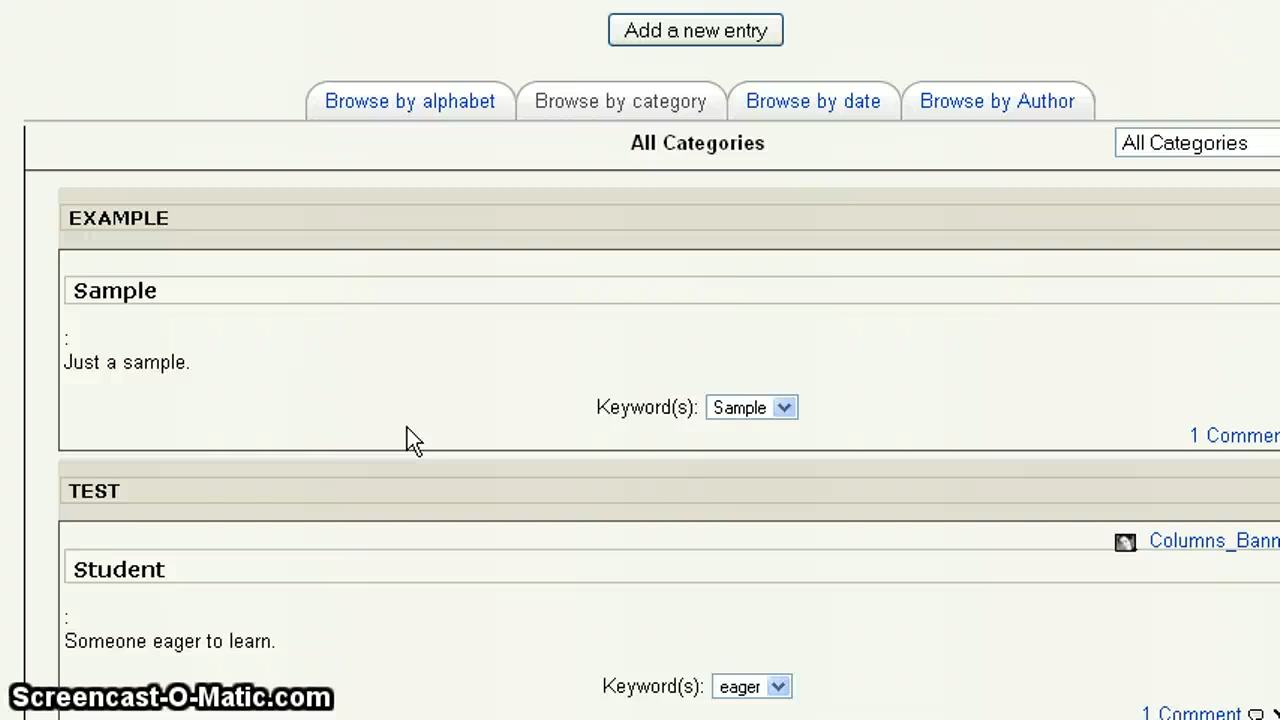 Add a new entry
Browse by alphabet Browse by category Browse by date Browse by Author
All Categories All Categories
EXAMPLE
Sample
:
Just a sample.
Keyword(s): Sample
1 Commen
TEST
Columns_Bann
Student
:
Someone eager to learn.
Keyword(s): eager
1 Comment
Screencast-O-Matic.com